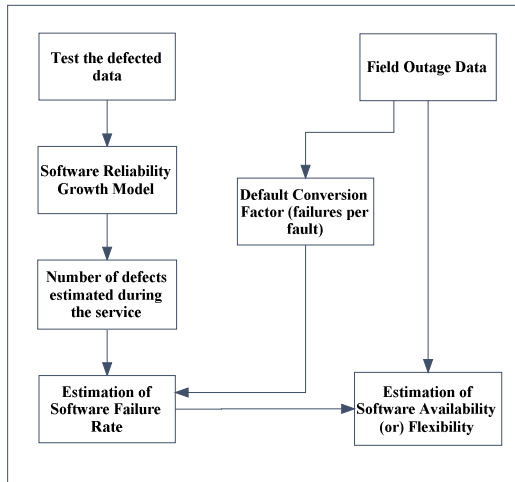 Test the defected
data
Field Outage Data
Software Reliability
Growth Model
Default Conversion
Factor (failures per
fault)
Number of defects
estimated during
the service
Estimation of
Software Failure
Rate
Estimation of
Software Availability
(or) Flexibility